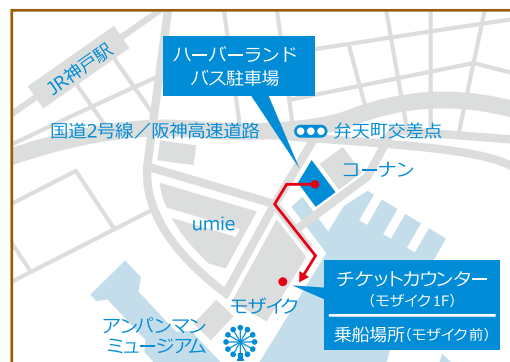 JR神戸駅
ハーバーランド
バス駐車場
国道2号線／阪神高速道路
弁天町交差点
コーナン
umie
モザイク
チケットカウンター
（モザイク1F）
乗船場所（モザイク前）
アンパンマン
ミュージアム